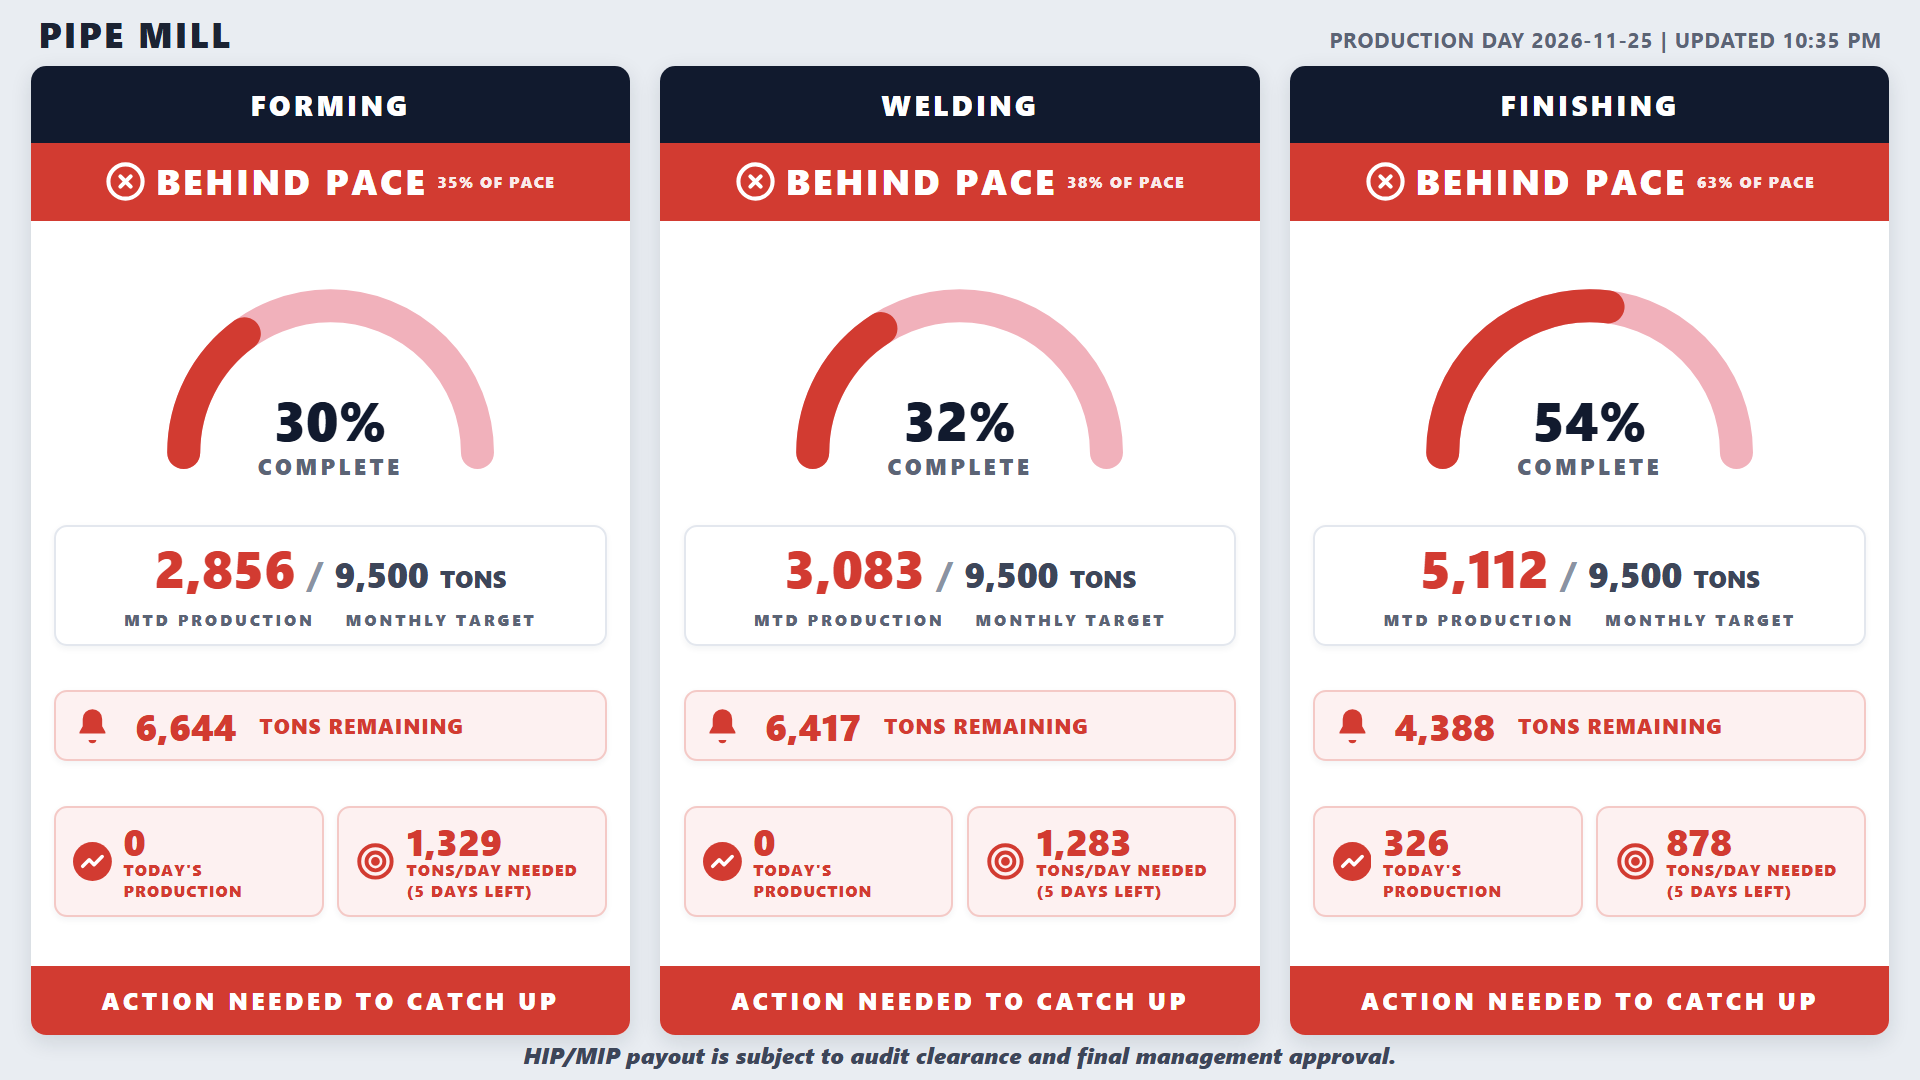 PIPE MILL
PRODUCTION DAY 2026-11-25 | UPDATED 10:35 PM
FORMING
BEHIND PACE 35% OF PACE
30%
COMPLETE
2,856 / 9,500 TONS
MTD PRODUCTION MONTHLY TARGET
6,644 TONS REMAINING
0
TODAY'S
PRODUCTION
1,329
TONS/DAY NEEDED
(5 DAYS LEFT)
ACTION NEEDED TO CATCH UP
WELDING
BEHIND PACE 38% OF PACE
32%
COMPLETE
3,083 / 9,500 TONS
MTD PRODUCTION MONTHLY TARGET
6,417 TONS REMAINING
0
TODAY'S
PRODUCTION
1,283
TONS/DAY NEEDED
(5 DAYS LEFT)
ACTION NEEDED TO CATCH UP
FINISHING
BEHIND PACE 63% OF PACE
54%
COMPLETE
5,112 / 9,500 TONS
MTD PRODUCTION MONTHLY TARGET
4,388 TONS REMAINING
326
TODAY'S
PRODUCTION
878
TONS/DAY NEEDED
(5 DAYS LEFT)
ACTION NEEDED TO CATCH UP
HIP/MIP payout is subject to audit clearance and final management approval.